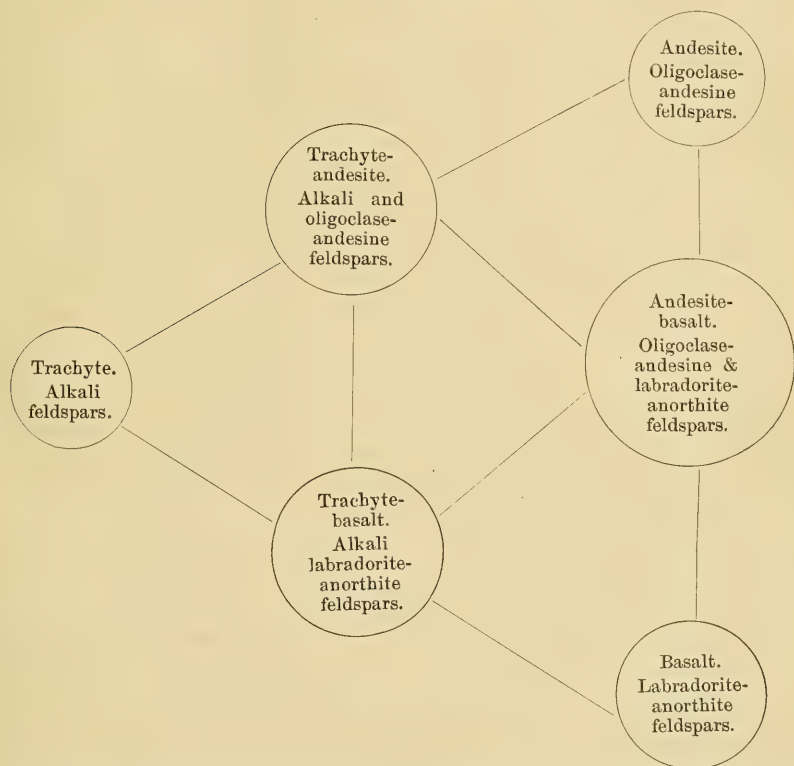 Andesite.
Oligoclase-
andesine
feldspars.
Trachyte-
andesite.
Alkali and
oligoclase-
andesine
feldspars.
Andesite-
basalt.
Oligoclase-
andesine &
labradorite-
anorthite
feldspars.
Trachyte.
Alkali
feldspars.
Trachyte-
basalt.
Alkali
labradorite-
anorthite
feldspars.
Basalt.
Labradorite-
anorthite
feldspars.